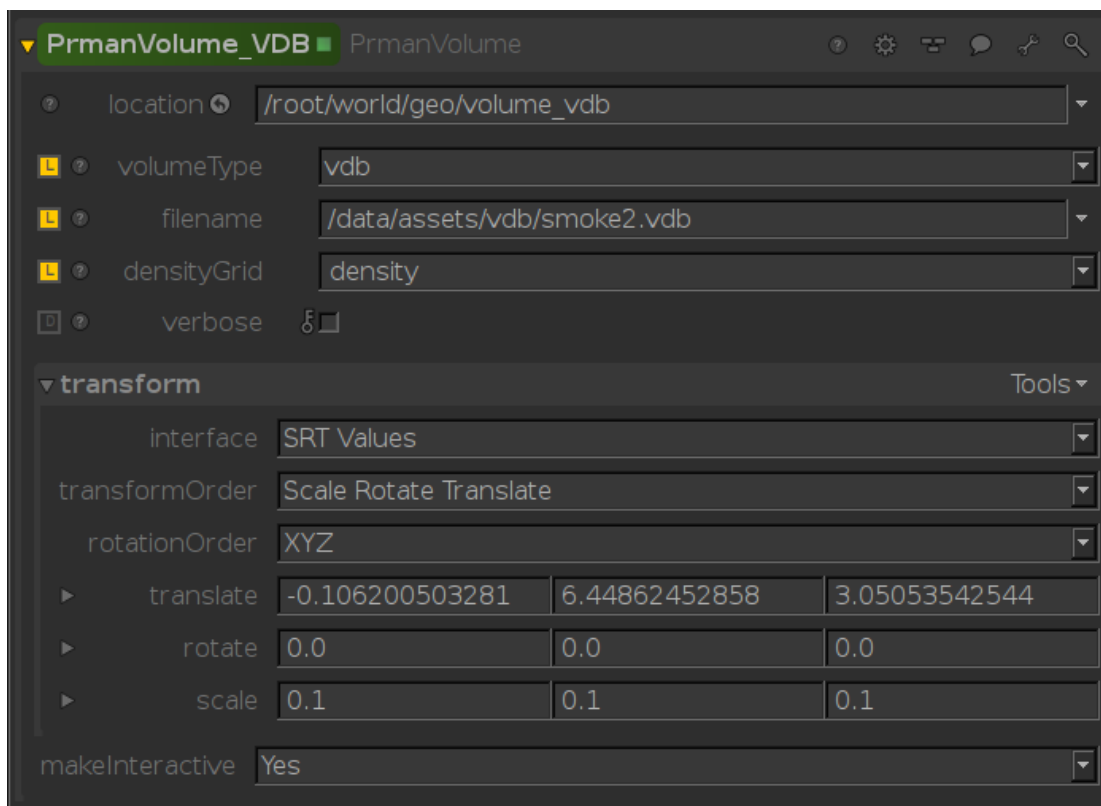 PrmanVolume_VDB PrmanVolume
location /root/world/geo/volume_vdb
L volumeType vdb
L filename /data/assets/vdb/smoke2.vdb
L densityGrid density
D verbose
transform Tools
interface SRT Values
transformOrder Scale Rotate Translate
rotationOrder XYZ
translate -0.106200503281 6.44862452858 3.05053542544
rotate 0.0 0.0 0.0
scale 0.1 0.1 0.1
makeInteractive Yes